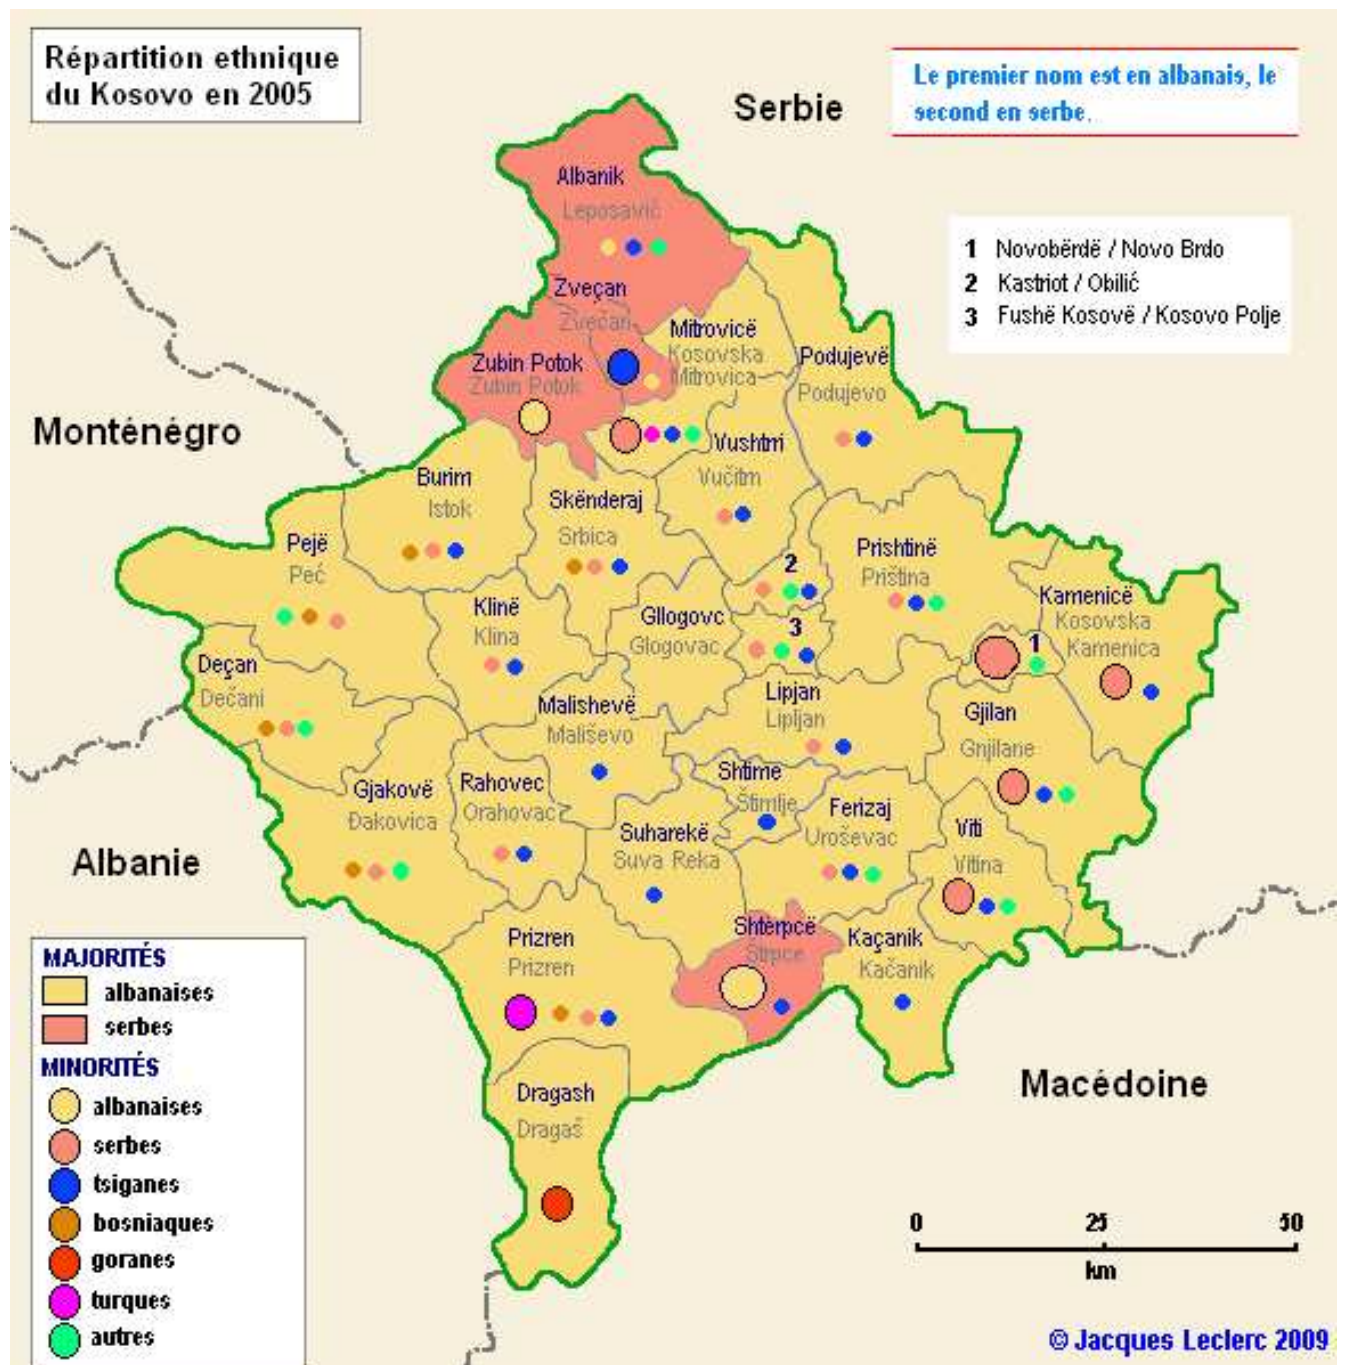 Répartition ethnique
du Kosovo en 2005
Serbie
Le premier nom est en albanais, le
second en serbe.
Albanik
Leposavič
1 Novobërdë / Novo Brdo
2 Kastriot / Obilić
3 Fushë Kosovë / Kosovo Polje
Zveçan
Zvečan
Mitrovicë
Kosovska
Mitrovica
Zubin Potok
Zubin Potok
Podujevë
Podujevo
Monténégro
Vushtrri
Vučitrn
Burim
Istok
Skënderaj
Srbica
Pejë
Peć
Prishtinë
Priština
2
Kamenicë
Kosovska
Kamenica
Klinë
Klina
Gllogovc
Glogovac
3
1
Deçan
Dečani
Malishevë
Mališevo
Lipjan
Lipljan
Gjilan
Gnjilane
Gjakovë
Đakovica
Rahovec
Orahovac
Shtime
Štimlje
Ferizaj
Uroševac
Suharekë
Suva Reka
Viti
Vitina
Albanie
Shtërpcë
Štrpce
Kaçanik
Kačanik
Prizren
Prizren
MAJORITÉS
albanaises
serbes
MINORITÉS
albanaises
serbes
tsiganes
bosniaques
goranes
turques
autres
Dragash
Dragaš
Macédoine
0 25 50
km
© Jacques Leclerc 2009